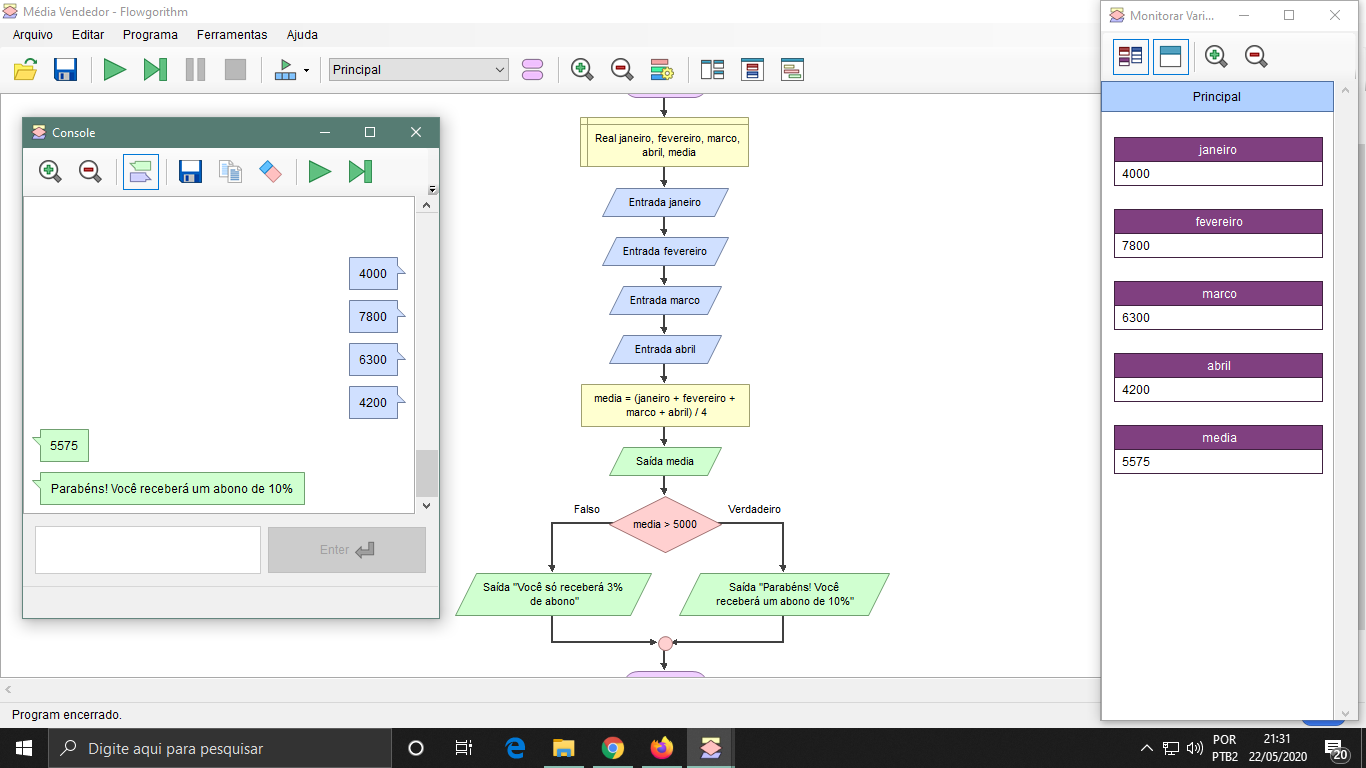 Média Vendedor - Flowgorithm
Arquivo Editar Programa Ferramentas Ajuda
Principal
Console
4000
7800
6300
4200
5575
Parabéns! Você receberá um abono de 10%
Enter
Real janeiro, fevereiro, marco,
abril, media
Entrada janeiro
Entrada fevereiro
Entrada marco
Entrada abril
media = (janeiro + fevereiro +
marco + abril) / 4
Saída media
Falso
media > 5000
Verdadeiro
Saída "Você só receberá 3%
de abono"
Saída "Parabéns! Você
receberá um abono de 10%"
Monitorar Vari...
Principal
janeiro
4000
fevereiro
7800
marco
6300
abril
4200
media
5575
Program encerrado.
Digite aqui para pesquisar
POR
PTB2
21:31
22/05/2020
20